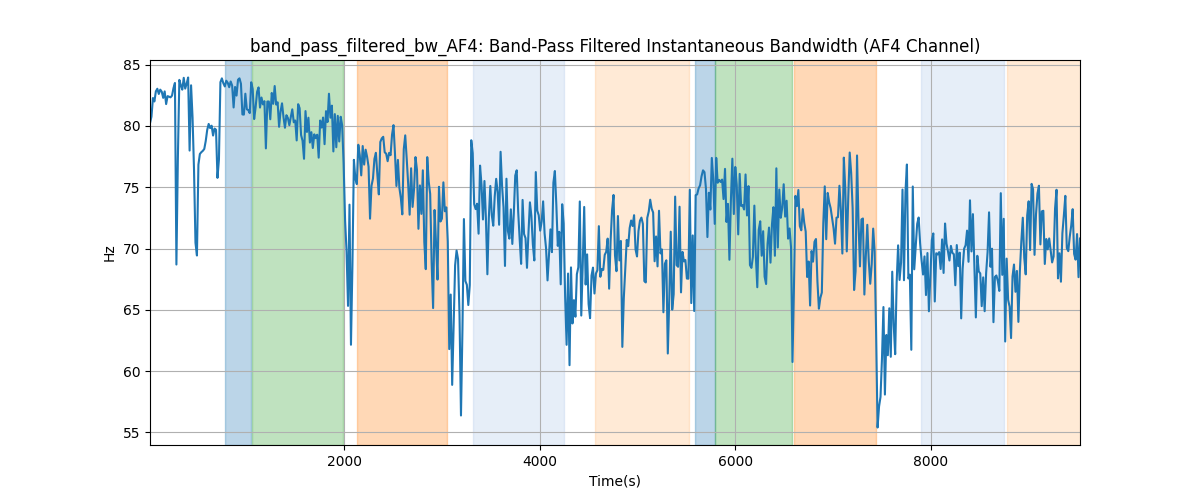 band_pass_filtered_bw_AF4: Band-Pass Filtered Instantaneous Bandwidth (AF4 Channel)
85
80
75
70
65
60
55
Hz
2000 4000 6000 8000
Time(s)